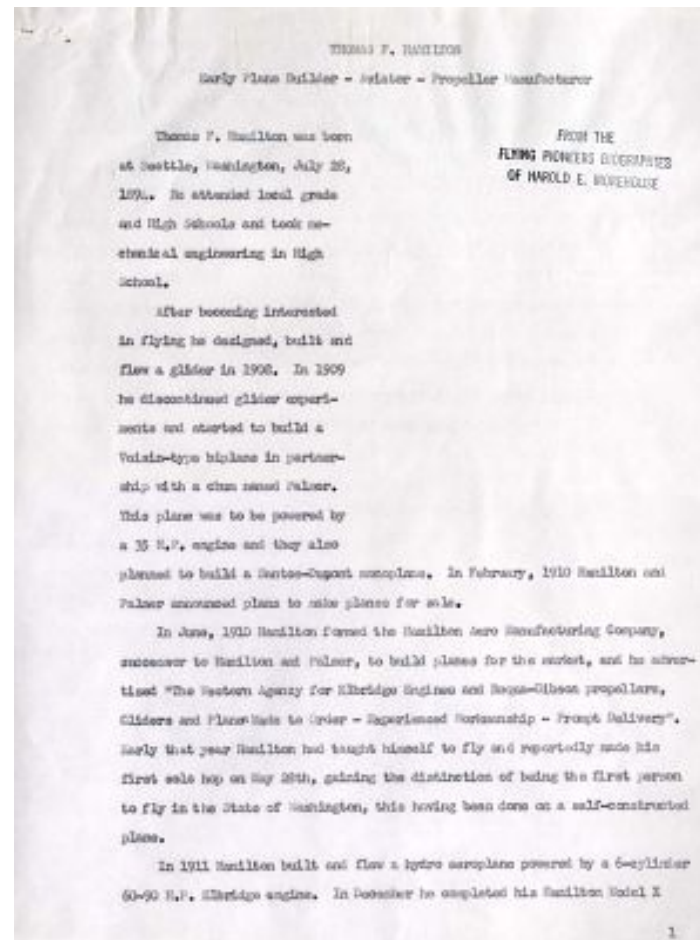 THOMAS F. HAMILTON
Early Plane Builder - Aviator - Propeller Manufacturer
FROM THE
FLYING PIONEERS BIOGRAPHIES
OF HAROLD E. MOREHOUSE
Thomas F. Hamilton was born
at Seattle, Washington, July 28,
He attended local grade
and High Schools and took me-
chanical engineering in High
School.
After becoming interested
in flying he designed, built and
flew a glider in 1908. In 1909
he discontinued glider experi-
ments and started to build a
Voisin-type biplane in partner-
ship with a chum named Palmer.
This plane was to be powered by
a 35 H.P. engine and they also
planned to build a Santos-Dupont monoplane. In February, 1910 Hamilton and
Palmer announced plans to make planes for sale.
In June, 1910 Hamilton formed the Hamilton Aero Manufacturing Company,
successor to Hamilton and Palmer, to build planes for the market, and he adver-
tised "The Western Agency for Elbridge Engines and Requa-Gibson propellers,
Gliders and Planes Made to Order - Experienced Workmanship - Prompt Delivery".
Early that year Hamilton had taught himself to fly and reportedly made his
first solo hop on May 28th, gaining the distinction of being the first person
to fly in the State of Washington, this having been done on a self-constructed
plane.
In 1911 Hamilton built and flew a hydro aeroplane powered by a 6-cylinder
60-90 H.P. Elbridge engine. In December he completed his Hamilton Model X
1